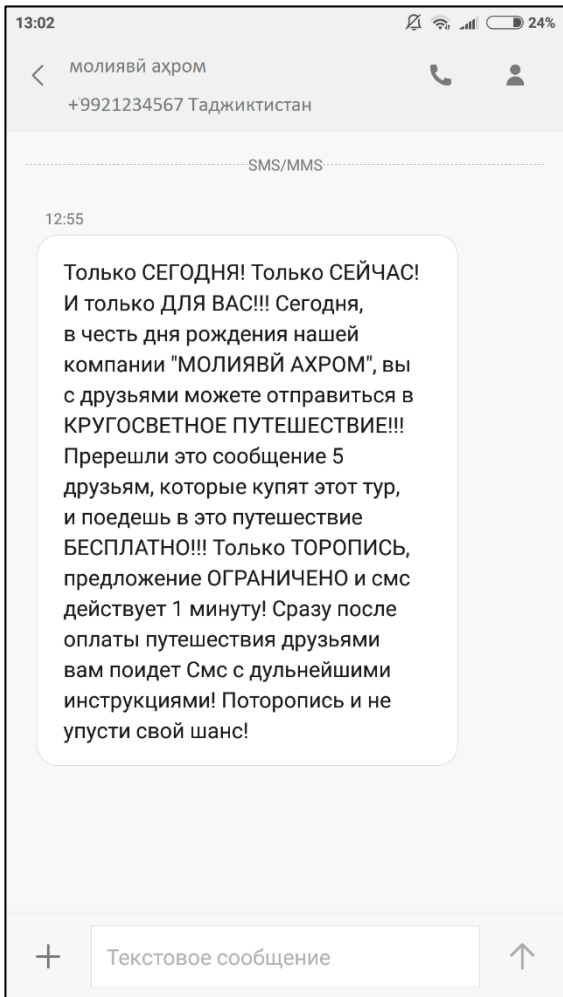 13:02 24%
молиявӣ аҳром
+9921234567 Таджиктистан
SMS/MMS
12:55
Только СЕГОДНЯ! Только СЕЙЧАС!
И только ДЛЯ ВАС!!! Сегодня,
в честь дня рождения нашей
компании "МОЛИЯВЙ АХРОМ", вы
с друзьями можете отправиться в
КРУГОСВЕТНОЕ ПУТЕШЕСТВИЕ!!!
Пререшли это сообщение 5
друзьям, которые купят этот тур,
и поедешь в это путешествие
БЕСПЛАТНО!!! Только ТОРОПИСЬ,
предложение ОГРАНИЧЕНО и смс
действует 1 минуту! Сразу после
оплаты путешествия друзьями
вам поидет Смс с дульнейшими
инструкциями! Поторопись и не
упусти свой шанс!
Текстовое сообщение